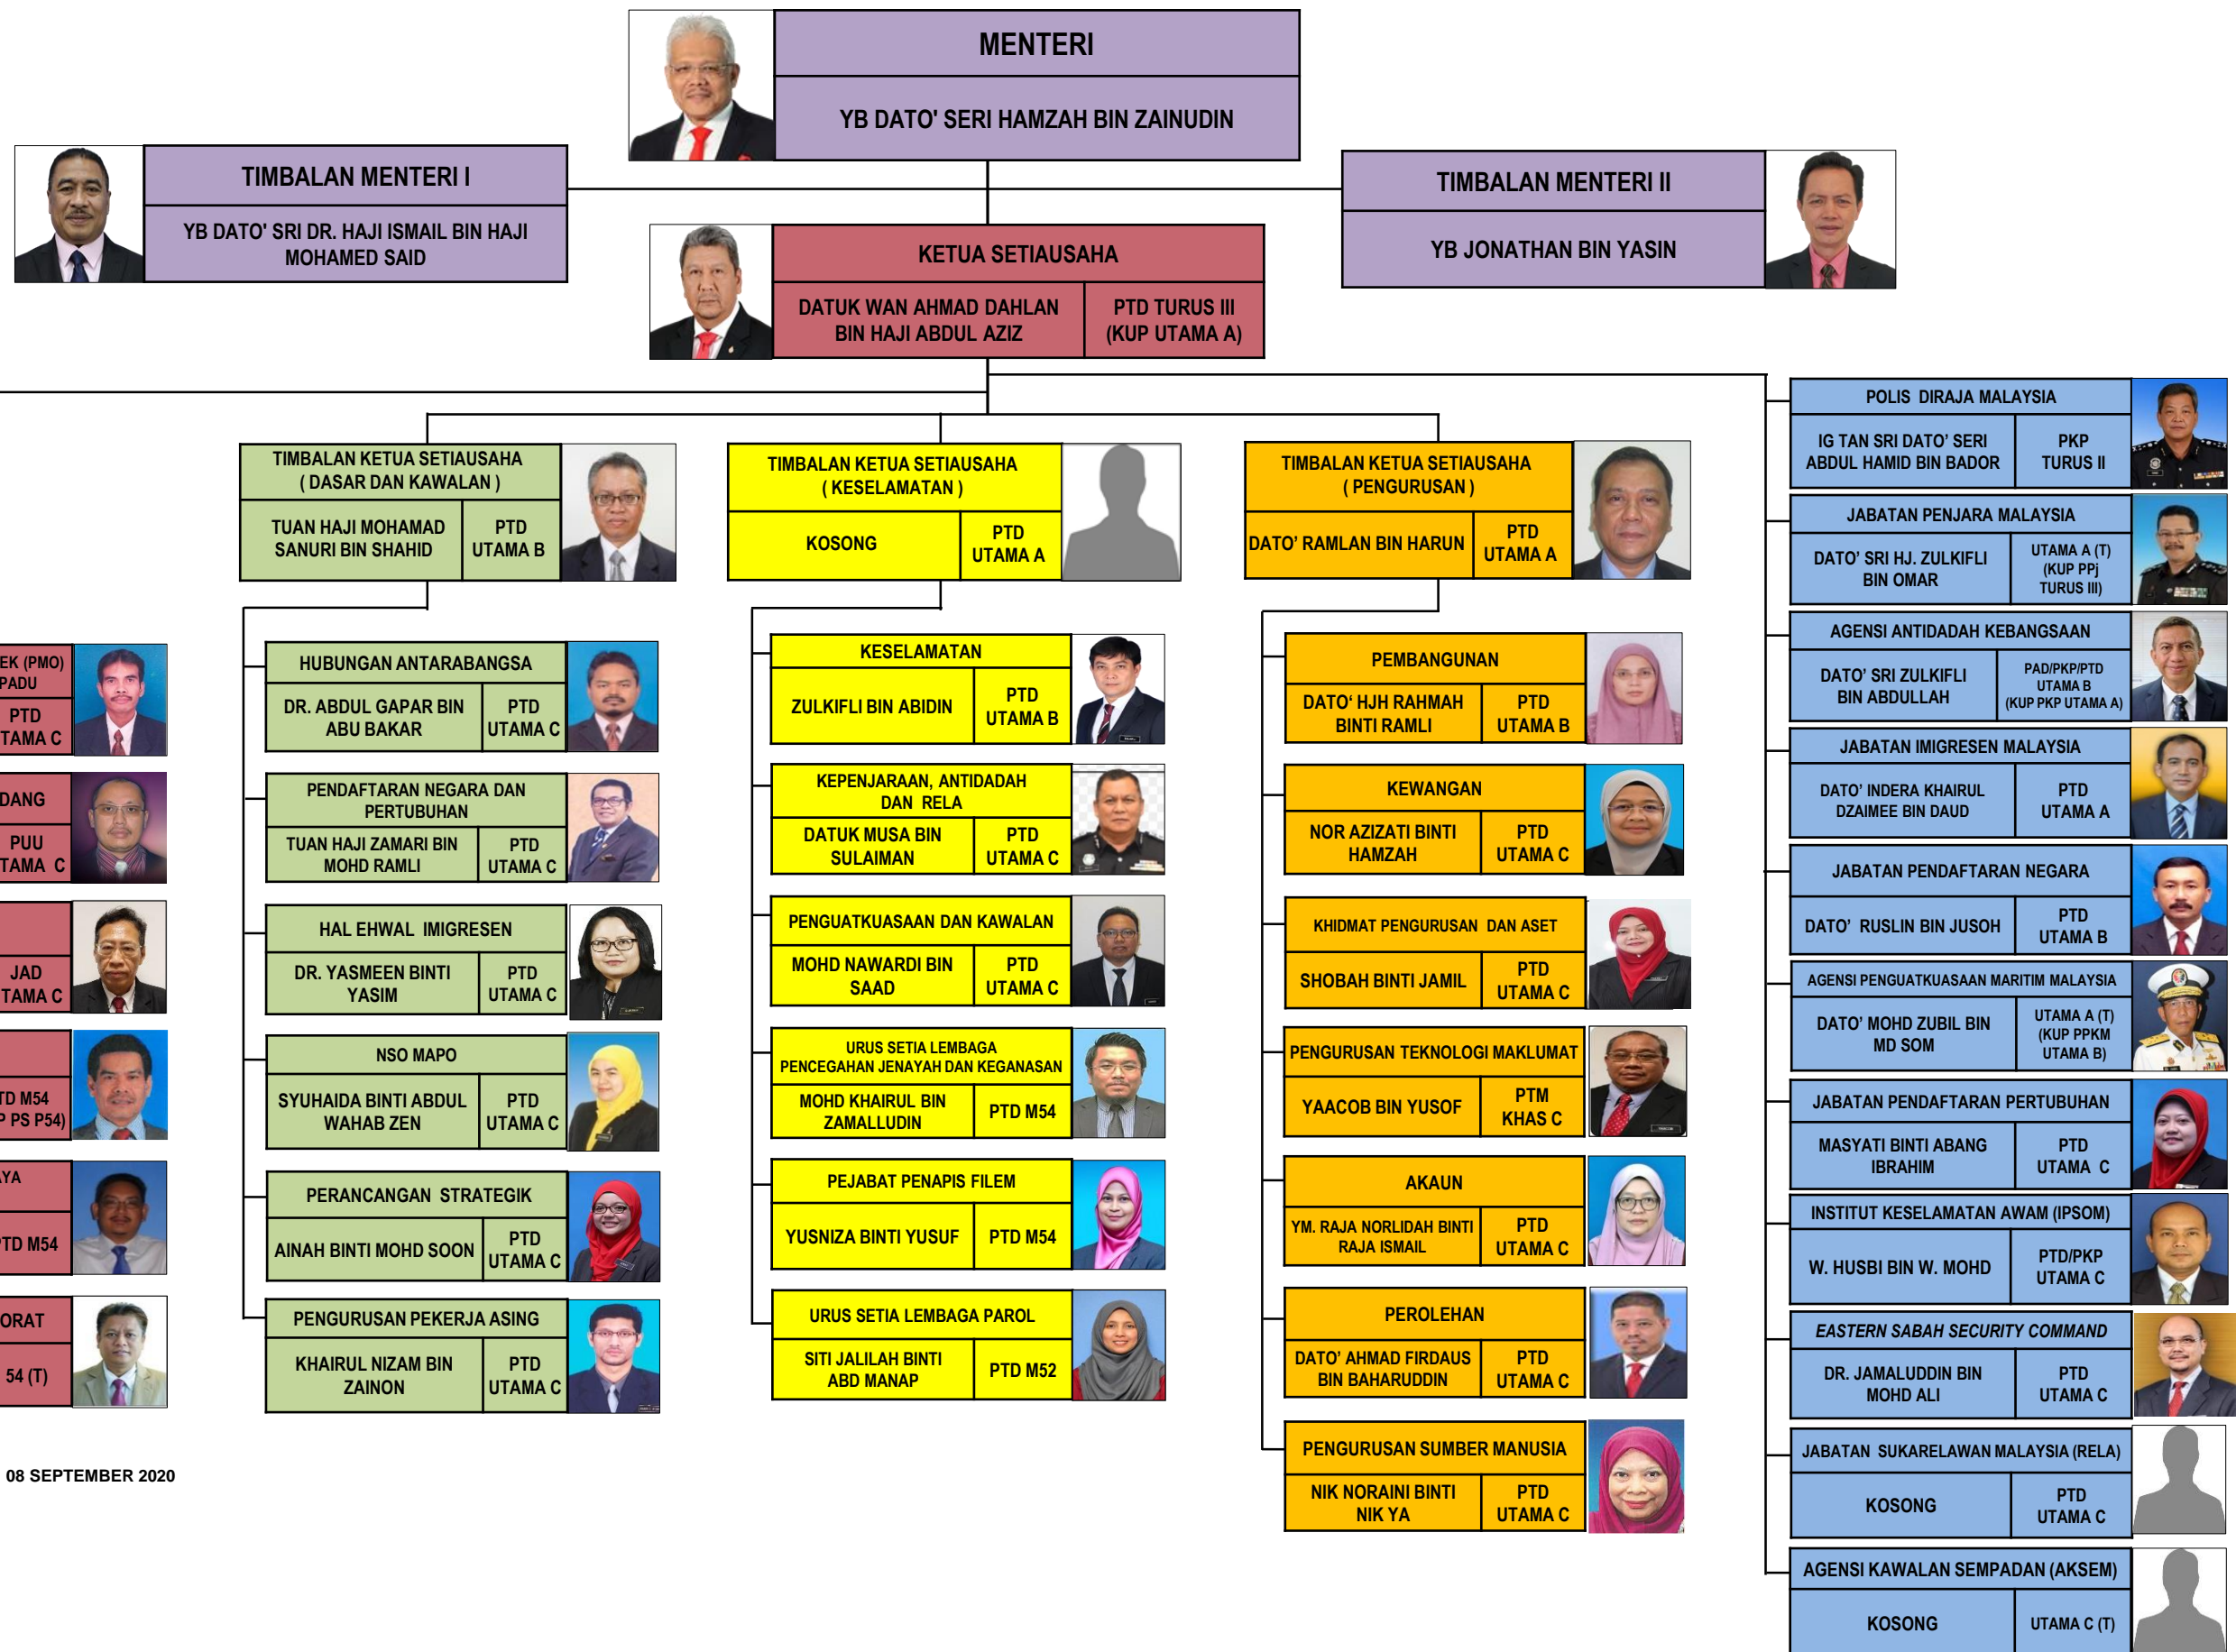 MENTERI
YB DATO' SERI HAMZAH BIN ZAINUDIN
TIMBALAN MENTERI I
YB DATO' SRI DR. HAJI ISMAIL BIN HAJI
MOHAMED SAID
TIMBALAN MENTERI II
YB JONATHAN BIN YASIN
KETUA SETIAUSAHA
DATUK WAN AHMAD DAHLAN
BIN HAJI ABDUL AZIZ
PTD TURUS III
(KUP UTAMA A)
EK (PMO)
PADU
PTD
TAMA C
DANG
PUU
TAMA C
JAD
TAMA C
TD M54
P PS P54)
AYA
PTD M54
ORAT
54 (T)
TIMBALAN KETUA SETIAUSAHA
( DASAR DAN KAWALAN )
TUAN HAJI MOHAMAD
SANURI BIN SHAHID
PTD
UTAMA B
HUBUNGAN ANTARABANGSA
DR. ABDUL GAPAR BIN
ABU BAKAR
PTD
UTAMA C
PENDAFTARAN NEGARA DAN
PERTUBUHAN
TUAN HAJI ZAMARI BIN
MOHD RAMLI
PTD
UTAMA C
HAL EHWAL IMIGRESEN
DR. YASMEEN BINTI
YASIM
PTD
UTAMA C
NSO MAPO
SYUHAIDA BINTI ABDUL
WAHAB ZEN
PTD
UTAMA C
PERANCANGAN STRATEGIK
AINAH BINTI MOHD SOON
PTD
UTAMA C
PENGURUSAN PEKERJA ASING
KHAIRUL NIZAM BIN
ZAINON
PTD
UTAMA C
TIMBALAN KETUA SETIAUSAHA
( KESELAMATAN )
KOSONG
PTD
UTAMA A
KESELAMATAN
ZULKIFLI BIN ABIDIN
PTD
UTAMA B
KEPENJARAAN, ANTIDADAH
DAN RELA
DATUK MUSA BIN
SULAIMAN
PTD
UTAMA C
PENGUATKUASAAN DAN KAWALAN
MOHD NAWARDI BIN
SAAD
PTD
UTAMA C
URUS SETIA LEMBAGA
PENCEGAHAN JENAYAH DAN KEGANASAN
MOHD KHAIRUL BIN
ZAMALLUDIN
PTD M54
PEJABAT PENAPIS FILEM
YUSNIZA BINTI YUSUF
PTD M54
URUS SETIA LEMBAGA PAROL
SITI JALILAH BINTI
ABD MANAP
PTD M52
TIMBALAN KETUA SETIAUSAHA
( PENGURUSAN )
DATO' RAMLAN BIN HARUN
PTD
UTAMA A
PEMBANGUNAN
DATO' HJH RAHMAH
BINTI RAMLI
PTD
UTAMA B
KEWANGAN
NOR AZIZATI BINTI
HAMZAH
PTD
UTAMA C
KHIDMAT PENGURUSAN DAN ASET
SHOBAH BINTI JAMIL
PTD
UTAMA C
PENGURUSAN TEKNOLOGI MAKLUMAT
YAACOB BIN YUSOF
PTM
KHAS C
AKAUN
YM. RAJA NORLIDAH BINTI
RAJA ISMAIL
PTD
UTAMA C
PEROLEHAN
DATO' AHMAD FIRDAUS
BIN BAHARUDDIN
PTD
UTAMA C
PENGURUSAN SUMBER MANUSIA
NIK NORAINI BINTI
NIK YA
PTD
UTAMA C
POLIS DIRAJA MALAYSIA
IG TAN SRI DATO' SERI
ABDUL HAMID BIN BADOR
PKP
TURUS II
JABATAN PENJARA MALAYSIA
DATO' SRI HJ. ZULKIFLI
BIN OMAR
UTAMA A (T)
(KUP PPj
TURUS III)
AGENSI ANTIDADAH KEBANGSAAN
DATO' SRI ZULKIFLI
BIN ABDULLAH
PAD/PKP/PTD
UTAMA B
(KUP PKP UTAMA A)
JABATAN IMIGRESEN MALAYSIA
DATO' INDERA KHAIRUL
DZAIMEE BIN DAUD
PTD
UTAMA A
JABATAN PENDAFTARAN NEGARA
DATO' RUSLIN BIN JUSOH
PTD
UTAMA B
AGENSI PENGUATKUASAAN MARITIM MALAYSIA
DATO' MOHD ZUBIL BIN
MD SOM
UTAMA A (T)
(KUP PPKM
UTAMA B)
JABATAN PENDAFTARAN PERTUBUHAN
MASYATI BINTI ABANG
IBRAHIM
PTD
UTAMA C
INSTITUT KESELAMATAN AWAM (IPSOM)
W. HUSBI BIN W. MOHD
PTD/PKP
UTAMA C
EASTERN SABAH SECURITY COMMAND
DR. JAMALUDDIN BIN
MOHD ALI
PTD
UTAMA C
JABATAN SUKARELAWAN MALAYSIA (RELA)
KOSONG
PTD
UTAMA C
AGENSI KAWALAN SEMPADAN (AKSEM)
KOSONG
UTAMA C (T)
08 SEPTEMBER 2020